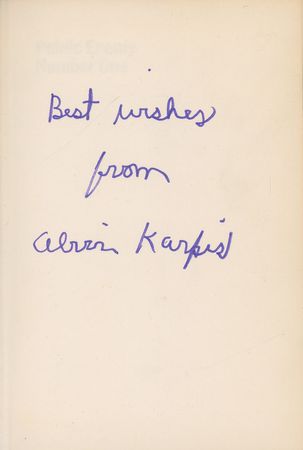 Public Enemy
Number One
Best wishes
from
Alvin Karpis